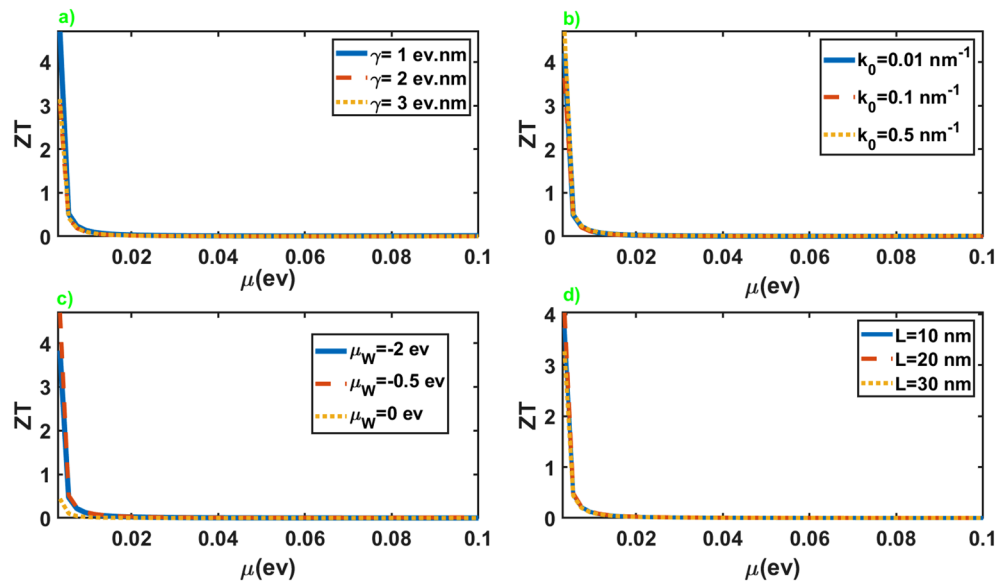 a)
ZT
4
3
2
1
0
γ= 1 ev.nm
γ= 2 ev.nm
γ= 3 ev.nm
0.02 0.04 0.06 0.08 0.1
μ(ev)
b)
ZT
4
3
2
1
0
k₀=0.01 nm⁻¹
k₀=0.1 nm⁻¹
k₀=0.5 nm⁻¹
0.02 0.04 0.06 0.08 0.1
μ(ev)
c)
ZT
4
3
2
1
0
μ_W=-2 ev
μ_W=-0.5 ev
μ_W=0 ev
0.02 0.04 0.06 0.08 0.1
μ(ev)
d)
ZT
4
3
2
1
0
L=10 nm
L=20 nm
L=30 nm
0.02 0.04 0.06 0.08 0.1
μ(ev)